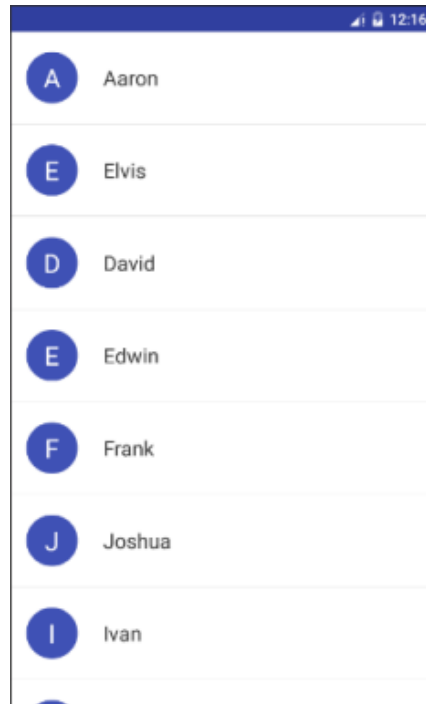 12:16
A Aaron
E Elvis
D David
E Edwin
F Frank
J Joshua
I Ivan